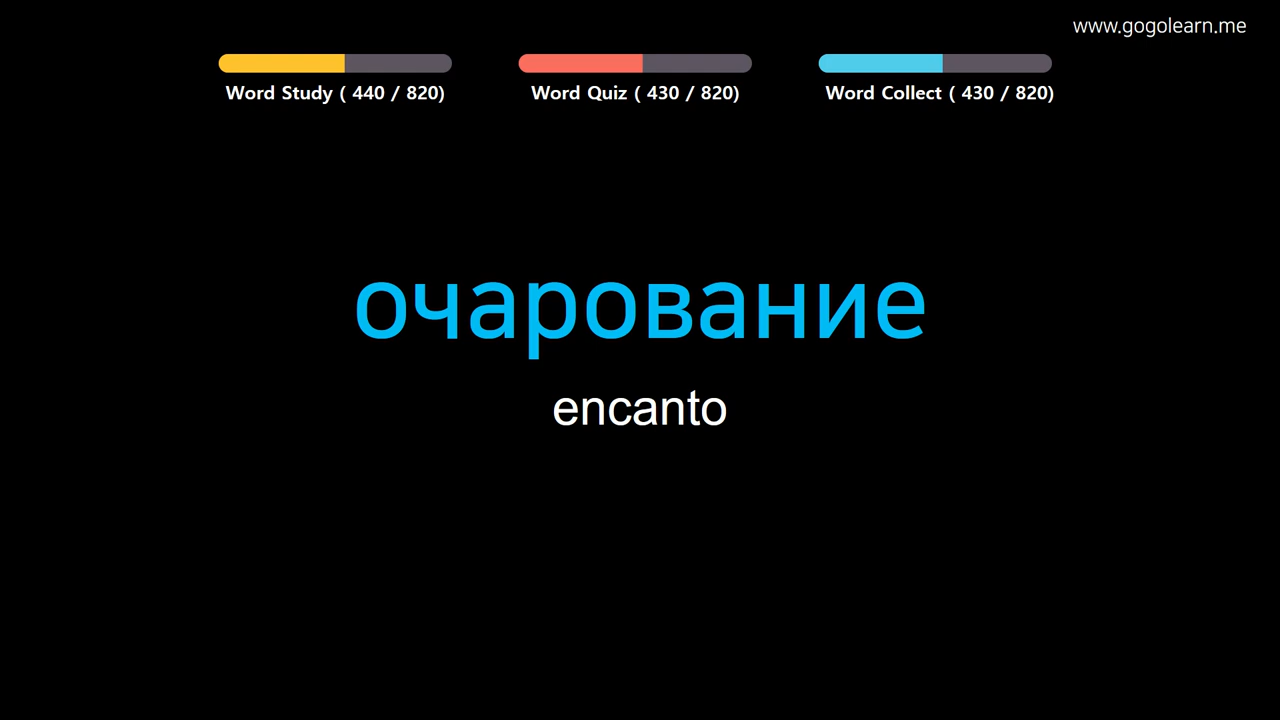 www.gogolearn.me
Word Study ( 440 / 820)
Word Quiz ( 430 / 820)
Word Collect ( 430 / 820)
очарование
encanto